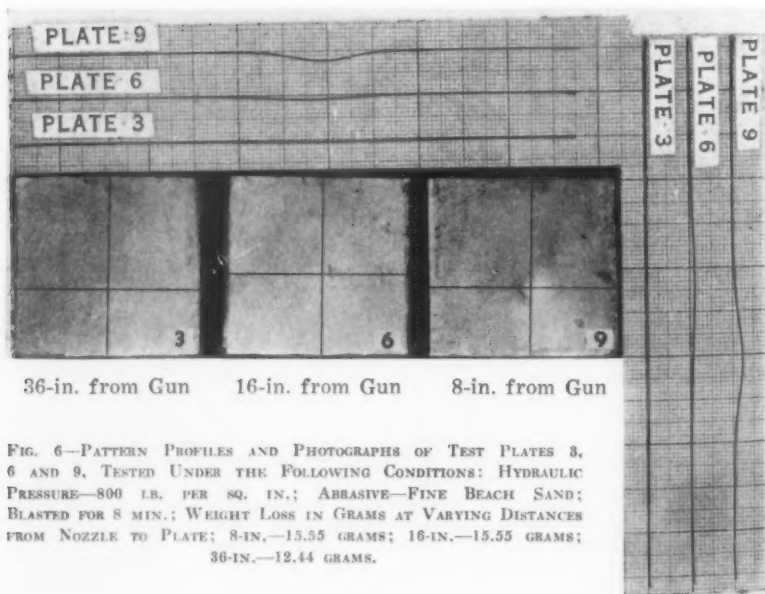 PLATE 9
PLATE 6
PLATE 3
PLATE 3
PLATE 6
PLATE 9
3
6
9
36-in. from Gun
16-in. from Gun
8-in. from Gun
FIG. 6—PATTERN PROFILES AND PHOTOGRAPHS OF TEST PLATES 3,
6 AND 9, TESTED UNDER THE FOLLOWING CONDITIONS: HYDRAULIC
PRESSURE—800 LB. PER SQ. IN.; ABRASIVE—FINE BEACH SAND;
BLASTED FOR 8 MIN.; WEIGHT LOSS IN GRAMS AT VARYING DISTANCES
FROM NOZZLE TO PLATE; 8-IN.—15.55 GRAMS; 16-IN.—15.55 GRAMS;
36-IN.—12.44 GRAMS.